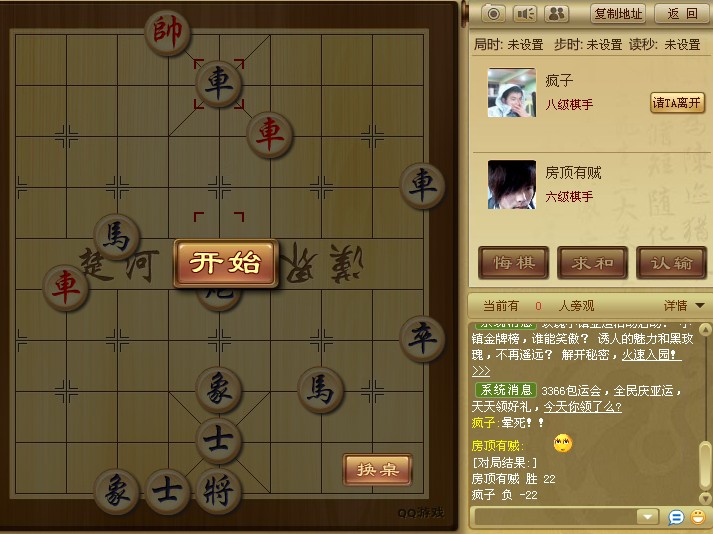 帥
車
車
車
馬
楚河
漢界
车
開始
炮
卒
象
馬
士
象
士
將
换桌
QQ游戏
复制地址
返 回
局时: 未设置 步时: 未设置 读秒: 未设置
疯子
八级棋手
请TA离开
房顶有贼
六级棋手
悔棋
求和
认输
当前有 0 人旁观
详情
镇金牌榜，谁能笑傲？ 诱人的魅力和黑玫
瑰，不再遥远？ 解开秘密，火速入园!
>>>
系统消息 3366包运会，全民庆亚运，
天天领好礼，今天你领了么?
疯子:晕死！！
房顶有贼:
[对局结果:]
房顶有贼 胜 22
疯子 负 -22